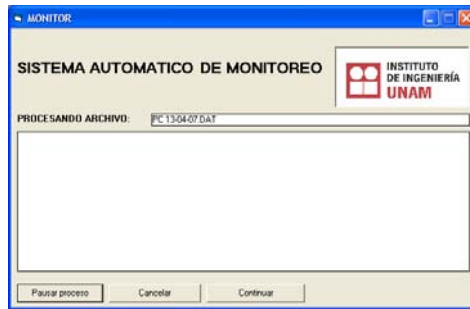 MONITOR
SISTEMA AUTOMATICO DE MONITOREO
INSTITUTO
DE INGENIERÍA
UNAM
PROCESANDO ARCHIVO: PC 13-04-07.DAT
Pausar proceso Cancelar Continuar